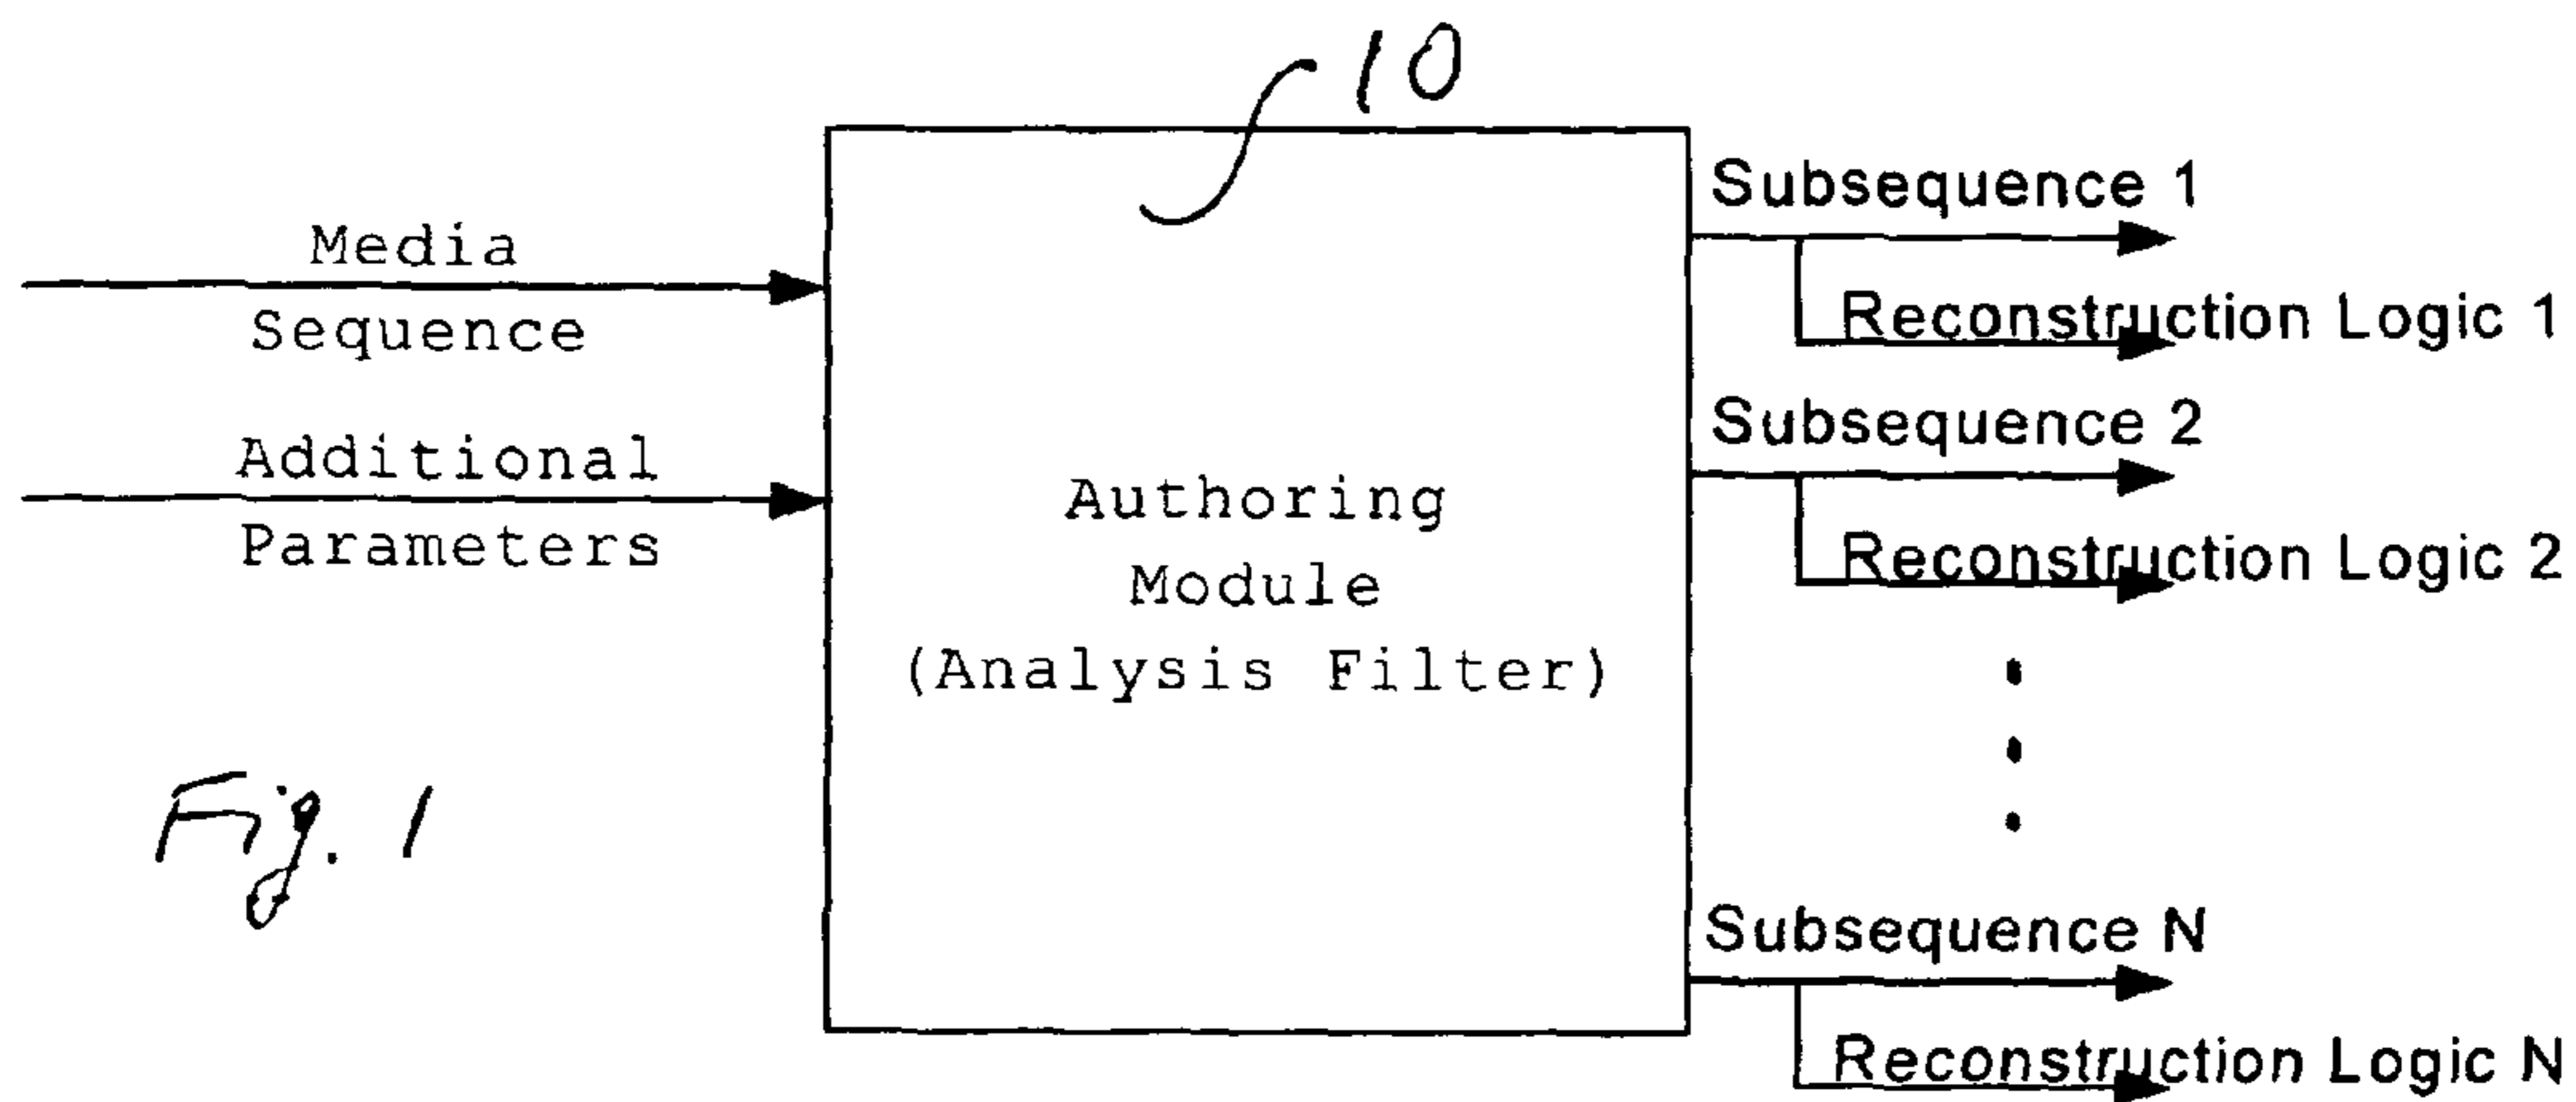 10
Media
Sequence
Additional
Parameters
Authoring
Module
(Analysis Filter)
Subsequence 1
Reconstruction Logic 1
Subsequence 2
Reconstruction Logic 2
Subsequence N
Reconstruction Logic N
Fig. 1